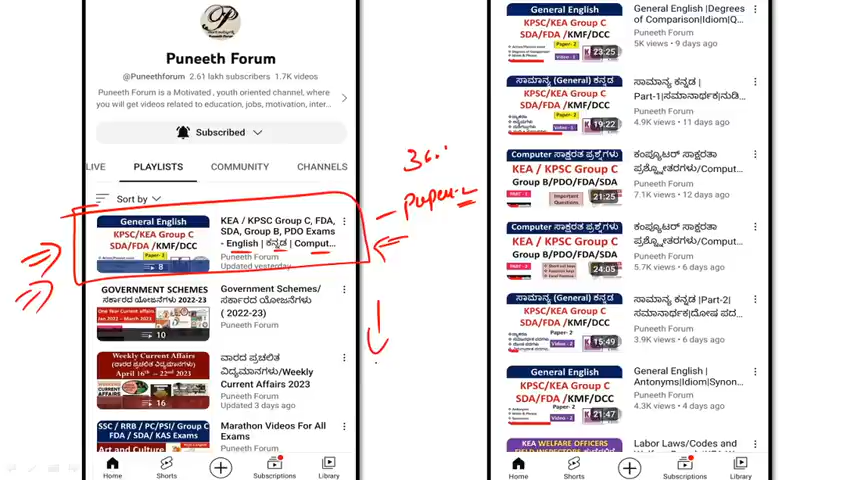 Puneeth Forum
@Puneethforum 2.61 lakh subscribers 1.7K videos
Puneeth Forum is a Motivated , youth oriented channel, where
you will get videos related to education, jobs, motivation, inter...
Subscribed
LIVE PLAYLISTS COMMUNITY CHANNELS
Sort by
General English
KPSC/KEA Group C
SDA/FDA /KMF/DCC
Paper-2
8
KEA / KPSC Group C, FDA,
SDA, Group B, PDO Exams
- English | ಕನ್ನಡ | Comput...
Puneeth Forum
Updated yesterday
GOVERNMENT SCHEMES
ಸರ್ಕಾರದ ಯೋಜನೆಗಳು 2022-23
One Year Current affairs
Jan 2022 – March 2023
10
Government Schemes/
ಸರ್ಕಾರದ ಯೋಜನೆಗಳು
( 2022-23)
Puneeth Forum
Weekly Current Affairs
April 16th – 22nd 2023
WEEKLY
CURRENT
AFFAIRS
16
ವಾರದ ಪ್ರಚಲಿತ
ವಿದ್ಯಮಾನಗಳು/Weekly
Current Affairs 2023
Puneeth Forum
Updated 3 days ago
SSC / RRB / PC/PSI/ Group C
FDA / SDA/ KAS Exams
Art and Culture
Marathon Videos For All
Exams
Puneeth Forum
Home Shorts Subscriptions Library
Paper-2
General English
KPSC/KEA Group C
SDA/FDA /KMF/DCC
Paper- 2
23:25
General English |Degrees
of Comparison|Idiom|Q...
Puneeth Forum
5K views • 9 days ago
ಸಾಮಾನ್ಯ (General) ಕನ್ನಡ
KPSC/KEA Group C
SDA/FDA/KMF/DCC
Paper- 2
19:22
ಸಾಮಾನ್ಯ ಕನ್ನಡ |
Part-1|ಸಮಾನಾರ್ಥಕ|ನುಡಿ...
Puneeth Forum
4.9K views • 11 days ago
Computer ಸಾಕ್ಷರತ ಪ್ರಶ್ನೆಗಳು
KEA / KPSC Group C
Group B/PDO/FDA/SDA
Important
Questions
21:25
ಕಂಪ್ಯೂಟರ್ ಸಾಕ್ಷರತಾ
ಪ್ರಶ್ನೋತರಗಳು/Comput...
Puneeth Forum
7.1K views • 12 days ago
Computer ಸಾಕ್ಷರತ ಪ್ರಶ್ನೆಗಳು
KEA / KPSC Group C
Group B/PDO/FDA/SDA
24:05
ಕಂಪ್ಯೂಟರ್ ಸಾಕ್ಷರತಾ
ಪ್ರಶ್ನೋತರಗಳು/Comput...
Puneeth Forum
5.7K views • 6 days ago
ಸಾಮಾನ್ಯ (General) ಕನ್ನಡ
KPSC/KEA Group C
SDA/FDA/KMF/DCC
Paper- 2
Video - 2
15:49
ಸಾಮಾನ್ಯ ಕನ್ನಡ |Part-2|
ಸಮಾನಾರ್ಥಕ|ದೋಷ ಪದ...
Puneeth Forum
3.9K views • 6 days ago
General English
KPSC/KEA Group C
SDA/FDA /KMF/DCC
Paper- 2
Video - 2
21:47
General English |
Antonyms|Idiom|Synon...
Puneeth Forum
4.3K views • 4 days ago
KEA WELFARE OFFICERS
FIELD INSPECTORS
Labor Laws/Codes and
Home Shorts Subscriptions Library